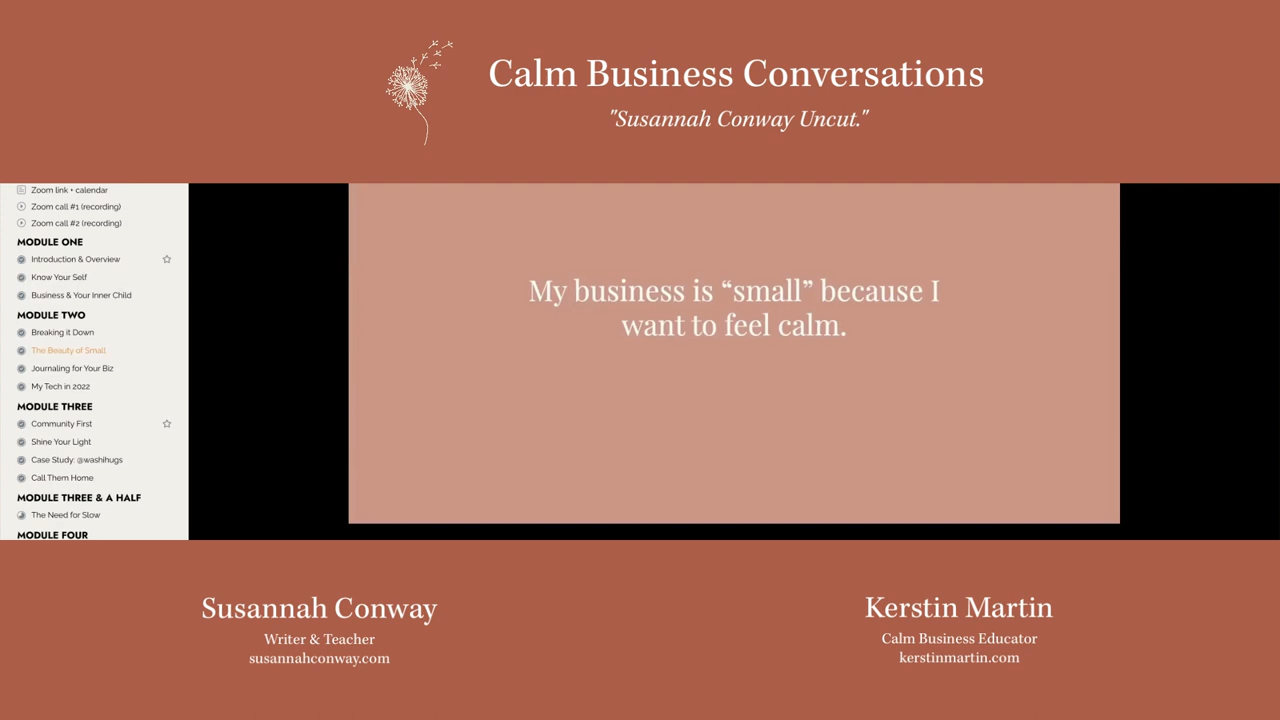 Calm Business Conversations
"Susannah Conway Uncut."
Zoom link + calendar
Zoom call #1 (recording)
Zoom call #2 (recording)
MODULE ONE
Introduction & Overview
Know Your Self
Business & Your Inner Child
MODULE TWO
Breaking it Down
The Beauty of Small
Journaling for Your Biz
My Tech in 2022
MODULE THREE
Community First
Shine Your Light
Case Study: @washihugs
Call Them Home
MODULE THREE & A HALF
The Need for Slow
MODULE FOUR
My business is “small” because I
want to feel calm.
Susannah Conway
Writer & Teacher
susannahconway.com
Kerstin Martin
Calm Business Educator
kerstinmartin.com